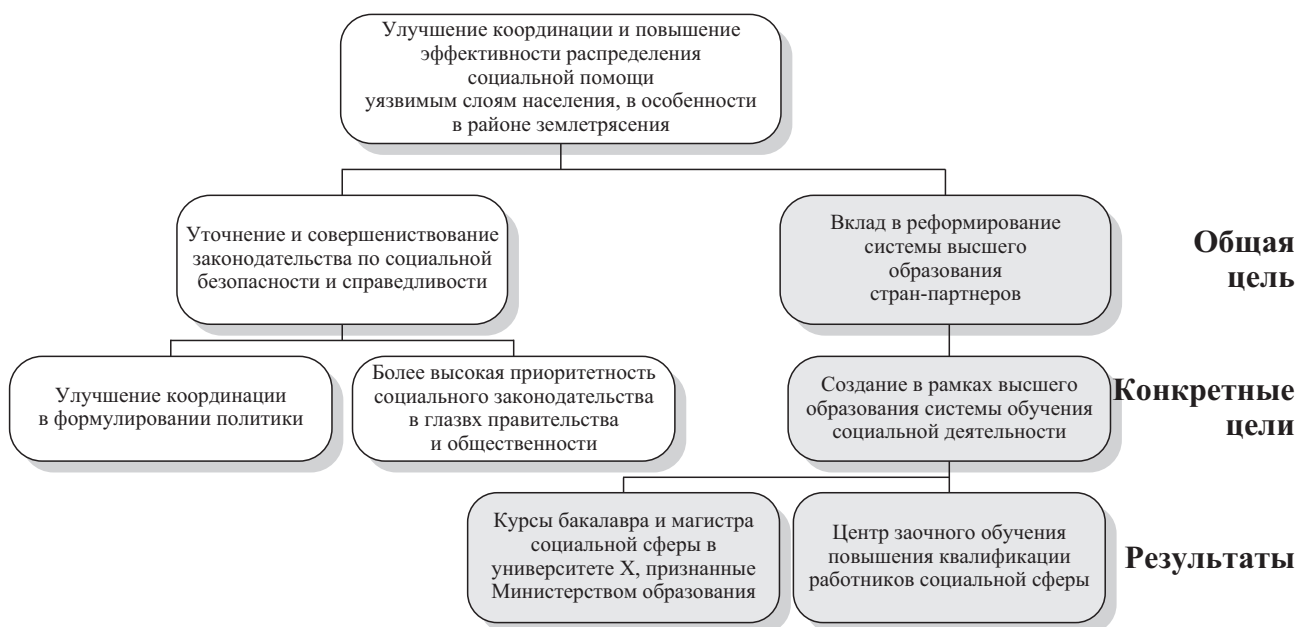 Улучшение координации и повышение
эффективности распределения
социальной помощи
уязвимым слоям населения, в особенности
в районе землетрясения
Уточнение и совершениствование
законодательства по социальной
безопасности и справедливости
Вклад в реформирование
системы высшего
образования
стран-партнеров
Общая
цель
Улучшение координации
в формулировании политики
Более высокая приоритетность
социального законодательства
в глазвх правительства
и общественности
Создание в рамках высшего
образования системы обучения
социальной деятельности
Конкретные
цели
Курсы бакалавра и магистра
социальной сферы в
университете X, признанные
Министерством образования
Центр заочного обучения
повышения квалификации
работников социальной сферы
Результаты